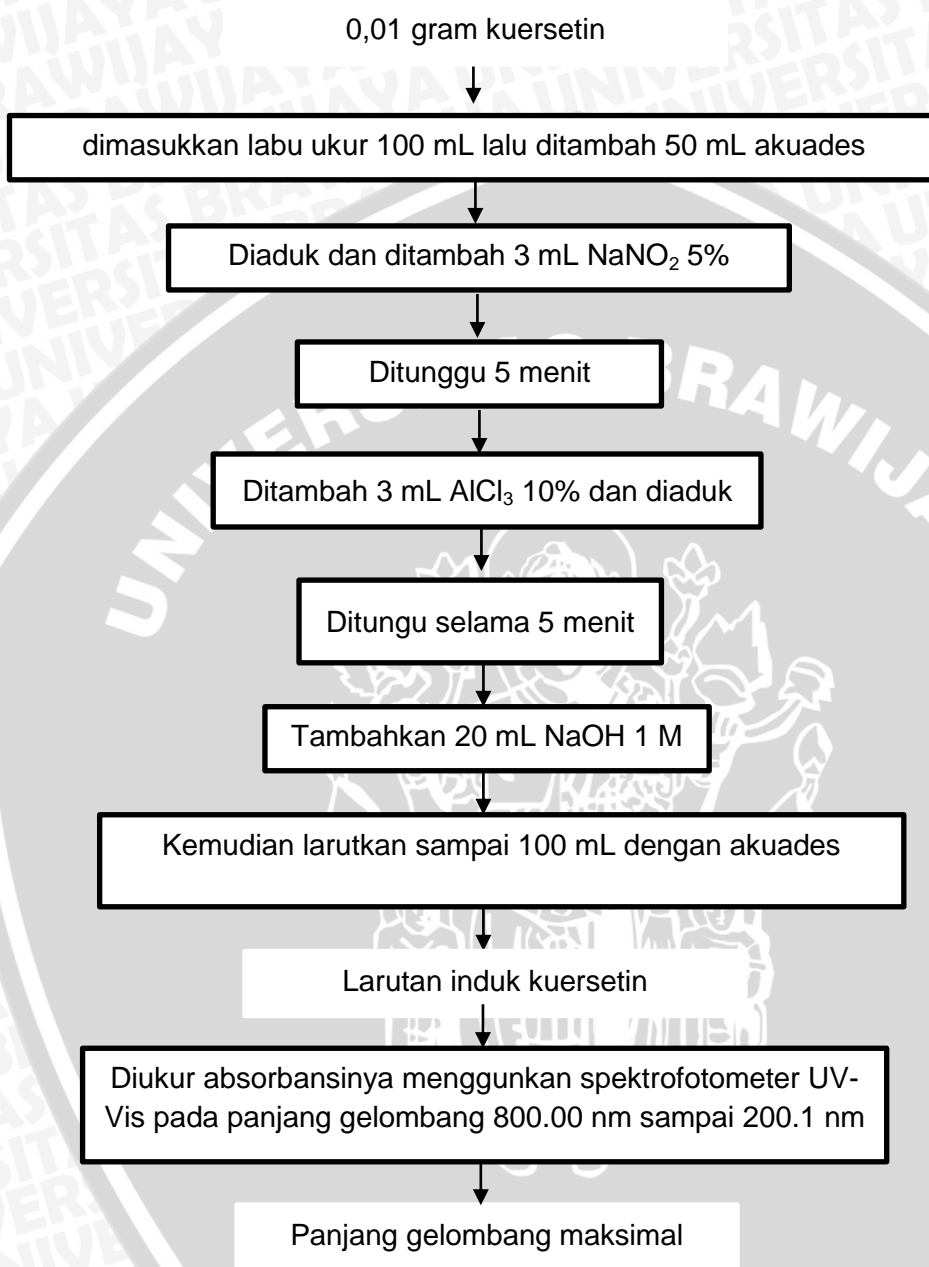 0,01 gram kuersetin
dimasukkan labu ukur 100 mL lalu ditambah 50 mL akuades
Diaduk dan ditambah 3 mL NaNO₂ 5%
Ditunggu 5 menit
Ditambah 3 mL AlCl₃ 10% dan diaduk
Ditungu selama 5 menit
Tambahkan 20 mL NaOH 1 M
Kemudian larutkan sampai 100 mL dengan akuades
Larutan induk kuersetin
Diukur absorbansinya menggunkan spektrofotometer UV-
Vis pada panjang gelombang 800.00 nm sampai 200.1 nm
Panjang gelombang maksimal